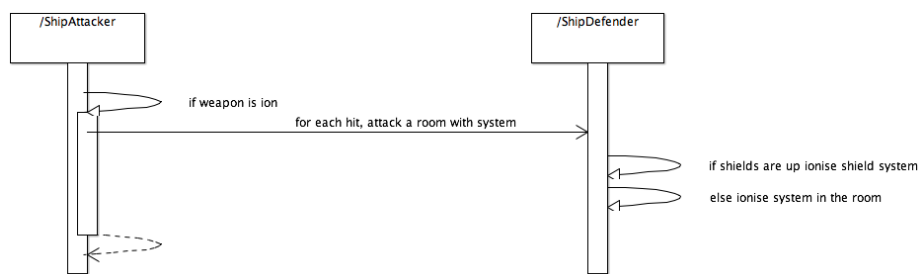 /ShipAttacker
/ShipDefender
if weapon is ion
for each hit, attack a room with system
if shields are up ionise shield system
else ionise system in the room